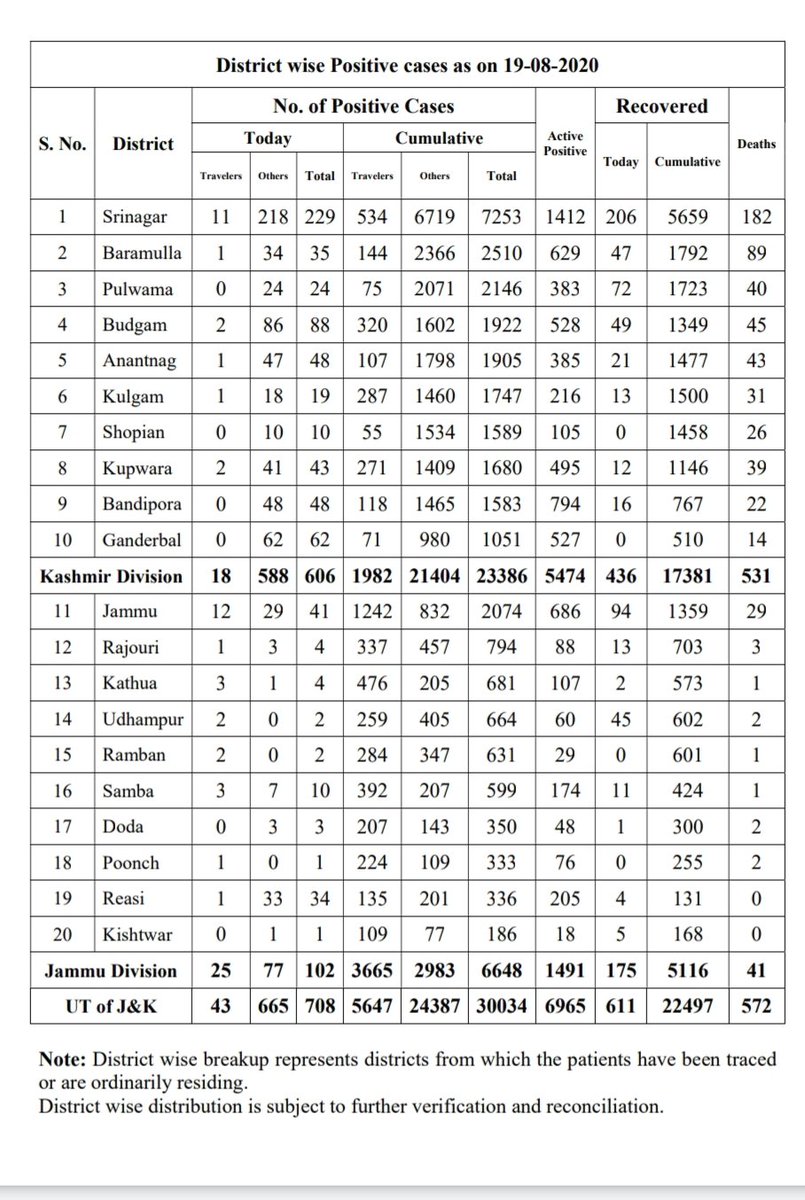 District wise Positive cases as on 19-08-2020
No. of Positive Cases Recovered
S. No. District Today Cumulative Active Positive Deaths
Today Cumulative
Travelers Others Total Travelers Others Total
1 Srinagar 11 218 229 534 6719 7253 1412 206 5659 182
2 Baramulla 1 34 35 144 2366 2510 629 47 1792 89
3 Pulwama 0 24 24 75 2071 2146 383 72 1723 40
4 Budgam 2 86 88 320 1602 1922 528 49 1349 45
5 Anantnag 1 47 48 107 1798 1905 385 21 1477 43
6 Kulgam 1 18 19 287 1460 1747 216 13 1500 31
7 Shopian 0 10 10 55 1534 1589 105 0 1458 26
8 Kupwara 2 41 43 271 1409 1680 495 12 1146 39
9 Bandipora 0 48 48 118 1465 1583 794 16 767 22
10 Ganderbal 0 62 62 71 980 1051 527 0 510 14
Kashmir Division 18 588 606 1982 21404 23386 5474 436 17381 531
11 Jammu 12 29 41 1242 832 2074 686 94 1359 29
12 Rajouri 1 3 4 337 457 794 88 13 703 3
13 Kathua 3 1 4 476 205 681 107 2 573 1
14 Udhampur 2 0 2 259 405 664 60 45 602 2
15 Ramban 2 0 2 284 347 631 29 0 601 1
16 Samba 3 7 10 392 207 599 174 11 424 1
17 Doda 0 3 3 207 143 350 48 1 300 2
18 Poonch 1 0 1 224 109 333 76 0 255 2
19 Reasi 1 33 34 135 201 336 205 4 131 0
20 Kishtwar 0 1 1 109 77 186 18 5 168 0
Jammu Division 25 77 102 3665 2983 6648 1491 175 5116 41
UT of J&K 43 665 708 5647 24387 30034 6965 611 22497 572
Note: District wise breakup represents districts from which the patients have been traced
or are ordinarily residing.
District wise distribution is subject to further verification and reconciliation.